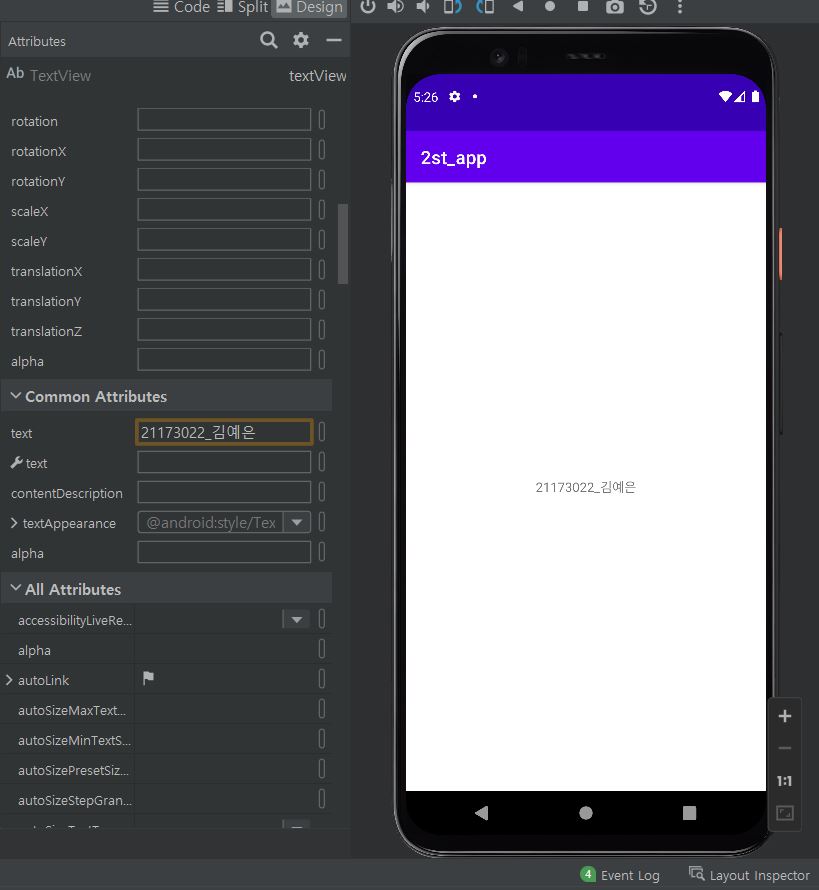 Code Split Design
Attributes
Ab TextView textView
rotation
rotationX
rotationY
scaleX
scaleY
translationX
translationY
translationZ
alpha
Common Attributes
text 21173022_김예은
text
contentDescription
textAppearance @android:style/Tex
alpha
All Attributes
accessibilityLiveRe...
alpha
autoLink
autoSizeMaxText...
autoSizeMinTextS...
autoSizePresetSiz...
autoSizeStepGran...
5:26
2st_app
21173022_김예은
1:1
4 Event Log Layout Inspector